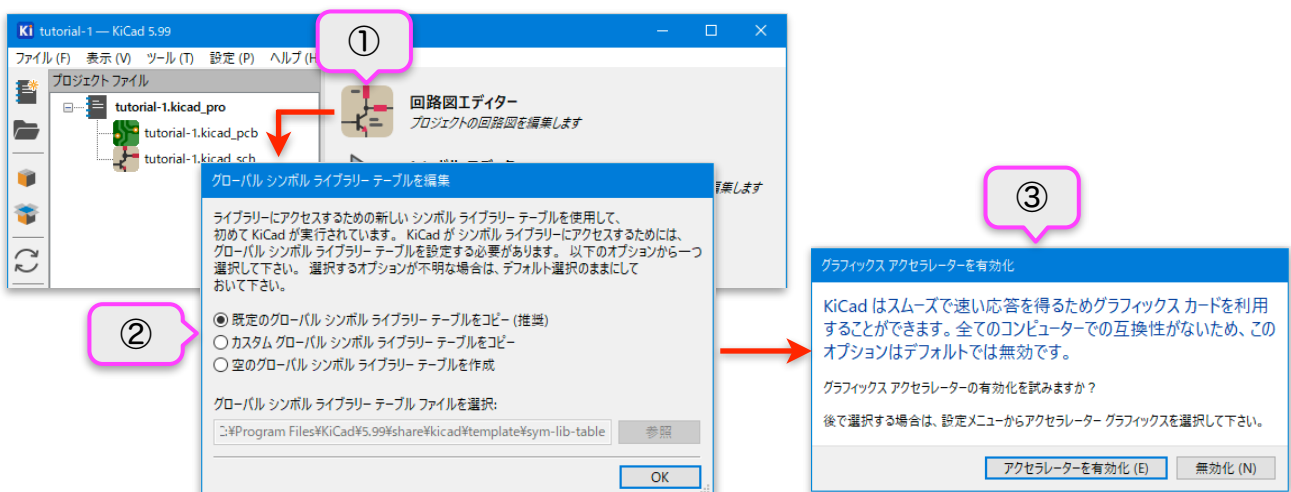 Ki tutorial-1 — KiCad 5.99
①
ファイル (F) 表示 (V) ツール (T) 設定 (P) ヘルプ (H
プロジェクト ファイル
tutorial-1.kicad_pro
tutorial-1.kicad_pcb
tutorial-1.kicad_sch
回路図エディター
プロジェクトの回路図を編集します
編集します
②
グローバル シンボル ライブラリー テーブルを編集
ライブラリーにアクセスするための新しい シンボル ライブラリー テーブルを使用して、
初めて KiCad が実行されています。 KiCad が シンボル ライブラリーにアクセスするためには、
グローバル シンボル ライブラリー テーブルを設定する必要があります。 以下のオプションから一つ
選択して下さい。 選択するオプションが不明な場合は、デフォルト選択のままにして
おいて下さい。
既定のグローバル シンボル ライブラリー テーブルをコピー (推奨)
カスタム グローバル シンボル ライブラリー テーブルをコピー
空のグローバル シンボル ライブラリー テーブルを作成
グローバル シンボル ライブラリー テーブル ファイルを選択:
:¥Program Files¥KiCad¥5.99¥share¥kicad¥template¥sym-lib-table
参照
OK
③
グラフィックス アクセラレーターを有効化
KiCad はスムーズで速い応答を得るためグラフィックス カードを利用
することができます。全てのコンピューターでの互換性がないため、この
オプションはデフォルトでは無効です。
グラフィックス アクセラレーターの有効化を試みますか？
後で選択する場合は、設定メニューからアクセラレーター グラフィックスを選択して下さい。
アクセラレーターを有効化 (E)
無効化 (N)